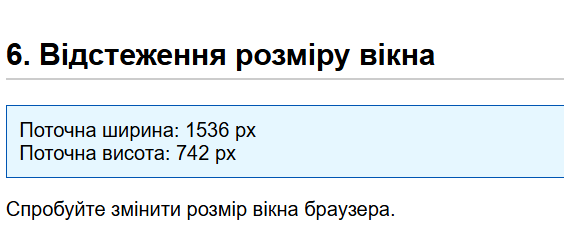 6. Відстеження розміру вікна
Поточна ширина: 1536 px
Поточна висота: 742 px
Спробуйте змінити розмір вікна браузера.